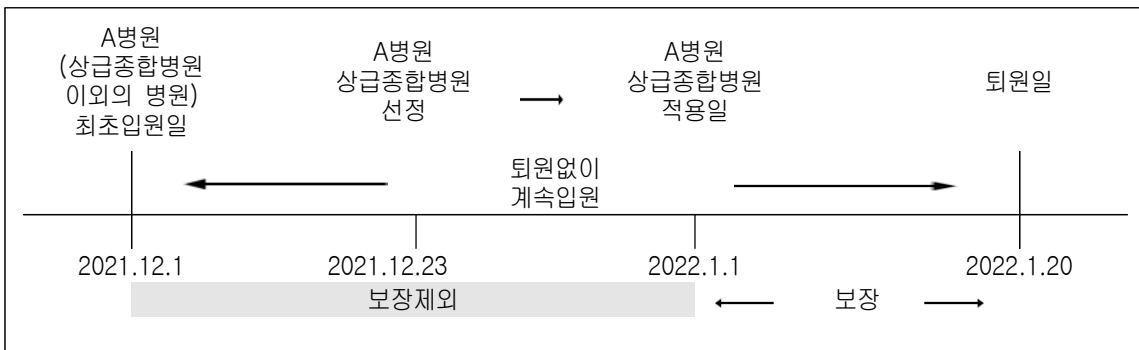 A병원
(상급종합병원
이외의 병원)
최초입원일
A병원
상급종합병원
선정
A병원
상급종합병원
적용일
퇴원일
퇴원없이
계속입원
2021.12.1
2021.12.23
2022.1.1
2022.1.20
보장제외
보장